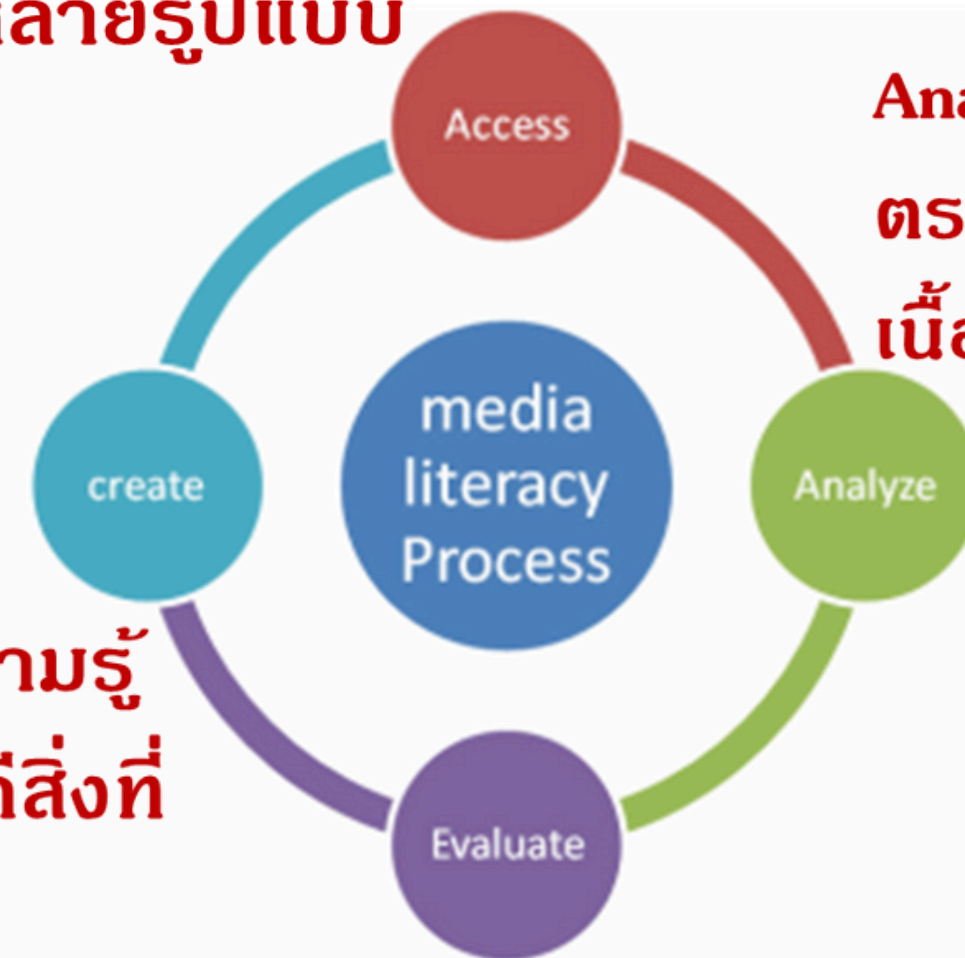 หลายรูปแบบ
Access
Ana
ตร
เนื้อ
media
literacy
Process
create
Analyze
ามรู้
สิ่งที่
Evaluate